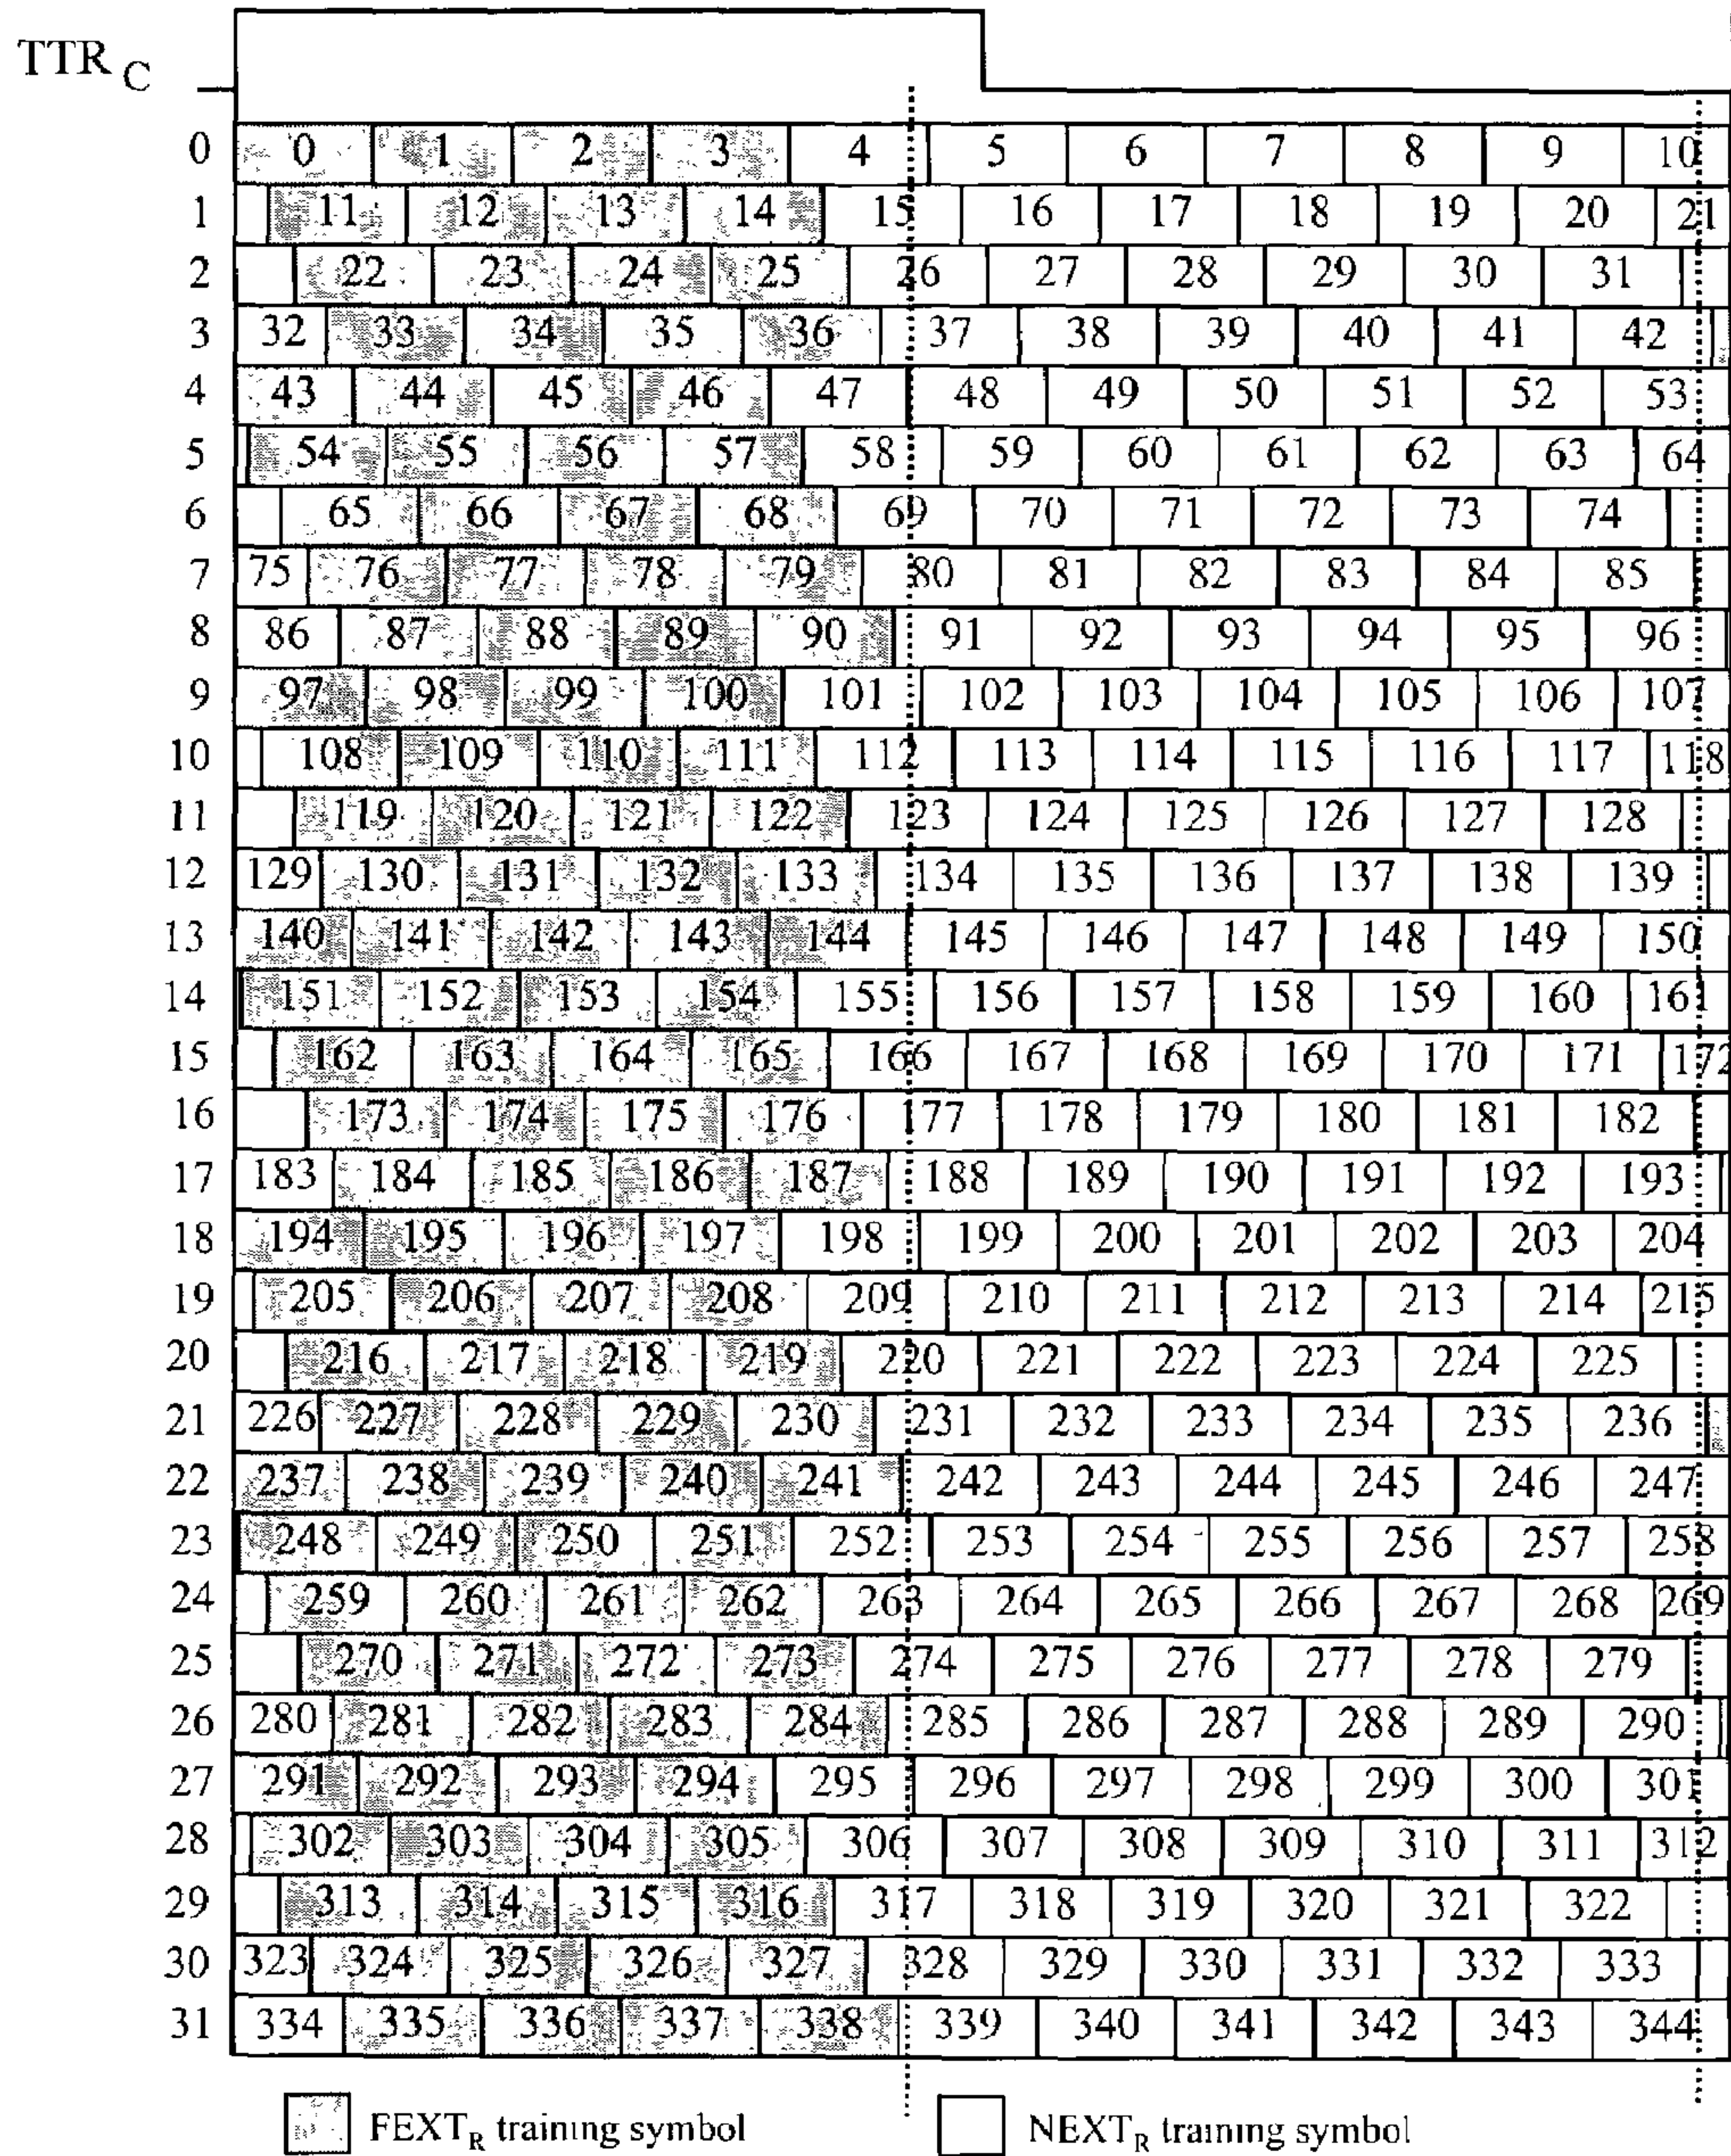 TTR C
0 0 1 2 3 4 5 6 7 8 9 10
1 11 12 13 14 15 16 17 18 19 20 21
2 22 23 24 25 26 27 28 29 30 31
3 32 33 34 35 36 37 38 39 40 41 42
4 43 44 45 46 47 48 49 50 51 52 53
5 54 55 56 57 58 59 60 61 62 63 64
6 65 66 67 68 69 70 71 72 73 74
7 75 76 77 78 79 80 81 82 83 84 85
8 86 87 88 89 90 91 92 93 94 95 96
9 97 98 99 100 101 102 103 104 105 106 107
10 108 109 110 111 112 113 114 115 116 117 118
11 119 120 121 122 123 124 125 126 127 128
12 129 130 131 132 133 134 135 136 137 138 139
13 140 141 142 143 144 145 146 147 148 149 150
14 151 152 153 154 155 156 157 158 159 160 161
15 162 163 164 165 166 167 168 169 170 171 172
16 173 174 175 176 177 178 179 180 181 182
17 183 184 185 186 187 188 189 190 191 192 193
18 194 195 196 197 198 199 200 201 202 203 204
19 205 206 207 208 209 210 211 212 213 214 215
20 216 217 218 219 220 221 222 223 224 225
21 226 227 228 229 230 231 232 233 234 235 236
22 237 238 239 240 241 242 243 244 245 246 247
23 248 249 250 251 252 253 254 255 256 257 258
24 259 260 261 262 263 264 265 266 267 268 269
25 270 271 272 273 274 275 276 277 278 279
26 280 281 282 283 284 285 286 287 288 289 290
27 291 292 293 294 295 296 297 298 299 300 301
28 302 303 304 305 306 307 308 309 310 311 312
29 313 314 315 316 317 318 319 320 321 322
30 323 324 325 326 327 328 329 330 331 332 333
31 334 335 336 337 338 339 340 341 342 343 344
FEXT R training symbol NEXT R training symbol